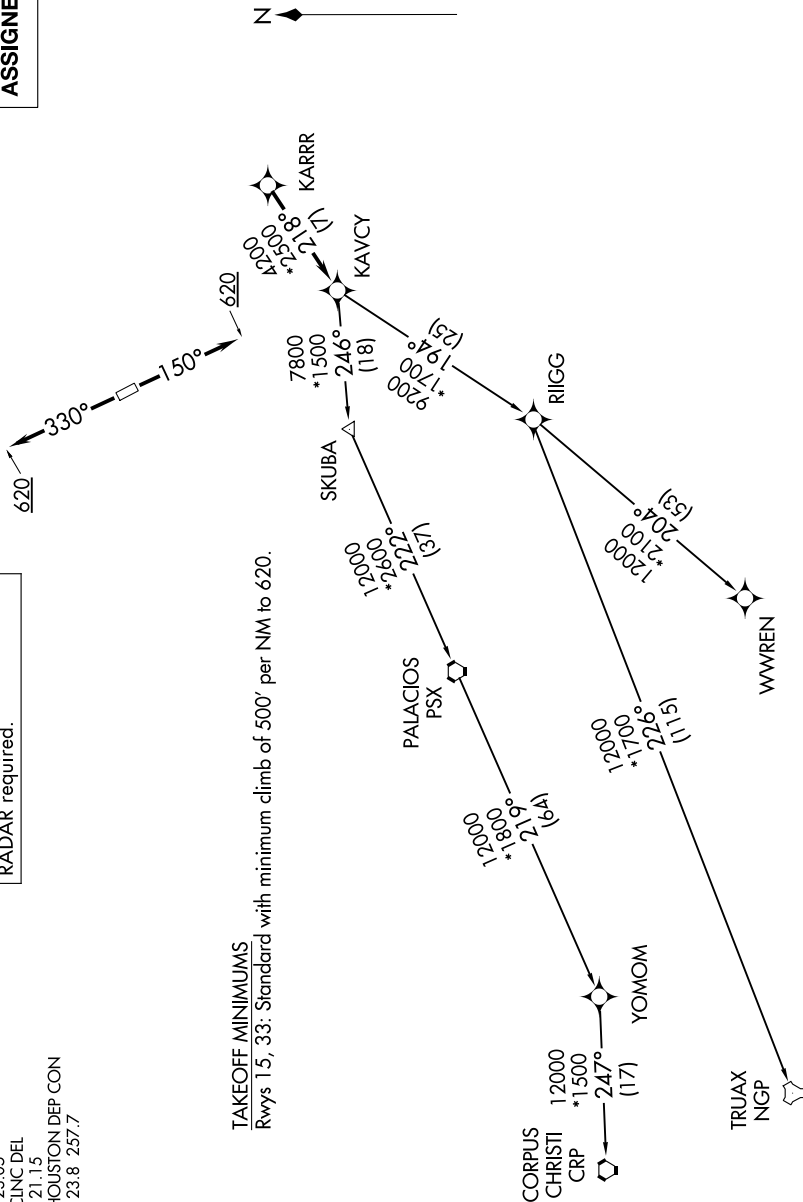 ASSIGNE
N
RADAR required.
CLNC DEL
21.15
HOUSTON DEP CON
23.8 257.7
TAKEOFF MINIMUMS
Rwys 15, 33: Standard with minimum climb of 500' per NM to 620.
620
330°
150°
620
KARRR
4200
*2500
218°
(7)
KAVCY
7800
*1500
246°
(18)
SKUBA
9200
*1700
194°
(25)
RIIGG
12000
*2600
222°
(37)
PALACIOS
PSX
12000
*2100
204°
(53)
WWREN
12000
*1800
219°
(64)
YOMOM
12000
*1700
226°
(115)
TRUAX
NGP
12000
*1500
247°
(17)
CORPUS
CHRISTI
CRP